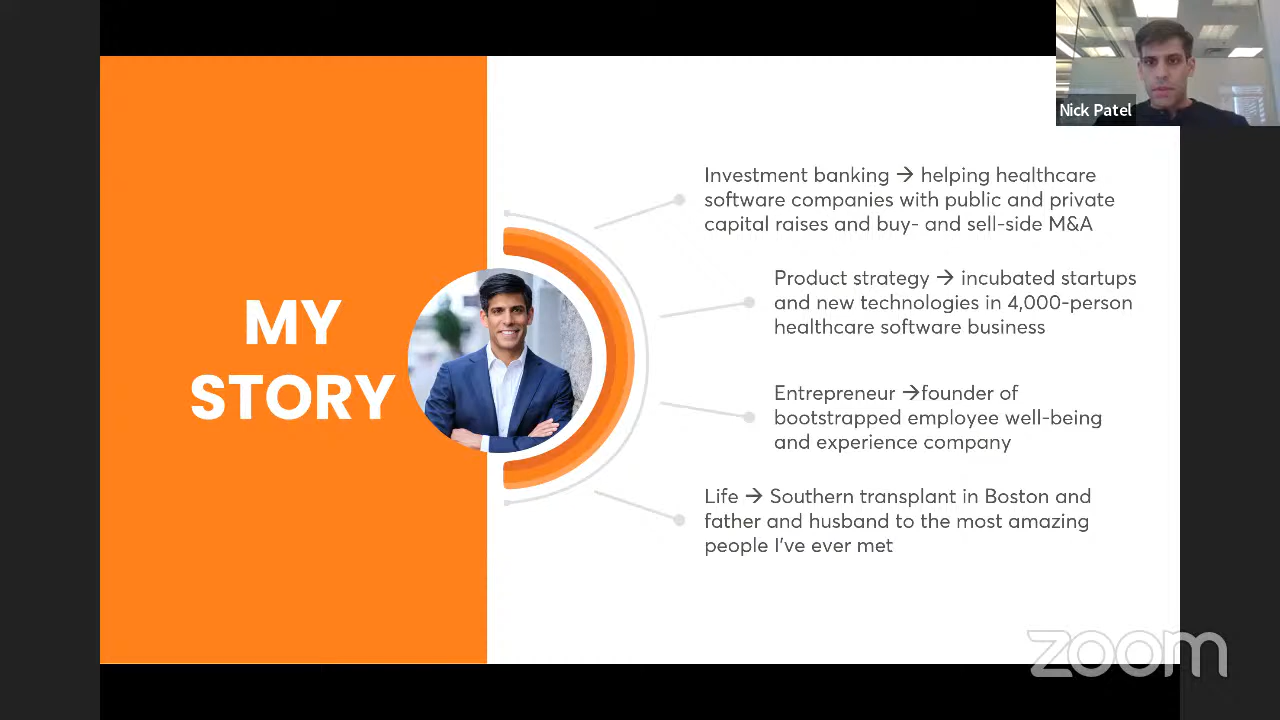 Nick Patel
MY
STORY
Investment banking → helping healthcare
software companies with public and private
capital raises and buy- and sell-side M&A
Product strategy → incubated startups
and new technologies in 4,000-person
healthcare software business
Entrepreneur →founder of
bootstrapped employee well-being
and experience company
Life → Southern transplant in Boston and
father and husband to the most amazing
people I've ever met
zoom